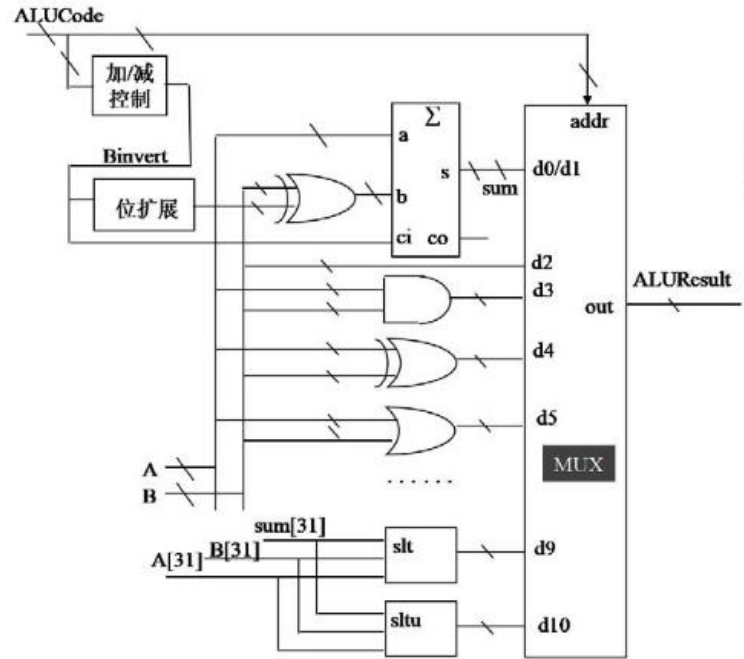 ALUCode
加/减
控制
Binvert
位扩展
Σ
a
b
s
ci
co
sum
addr
d0/d1
d2
d3
d4
d5
out
ALUResult
MUX
A
B
......
sum[31]
B[31]
A[31]
slt
d9
sltu
d10